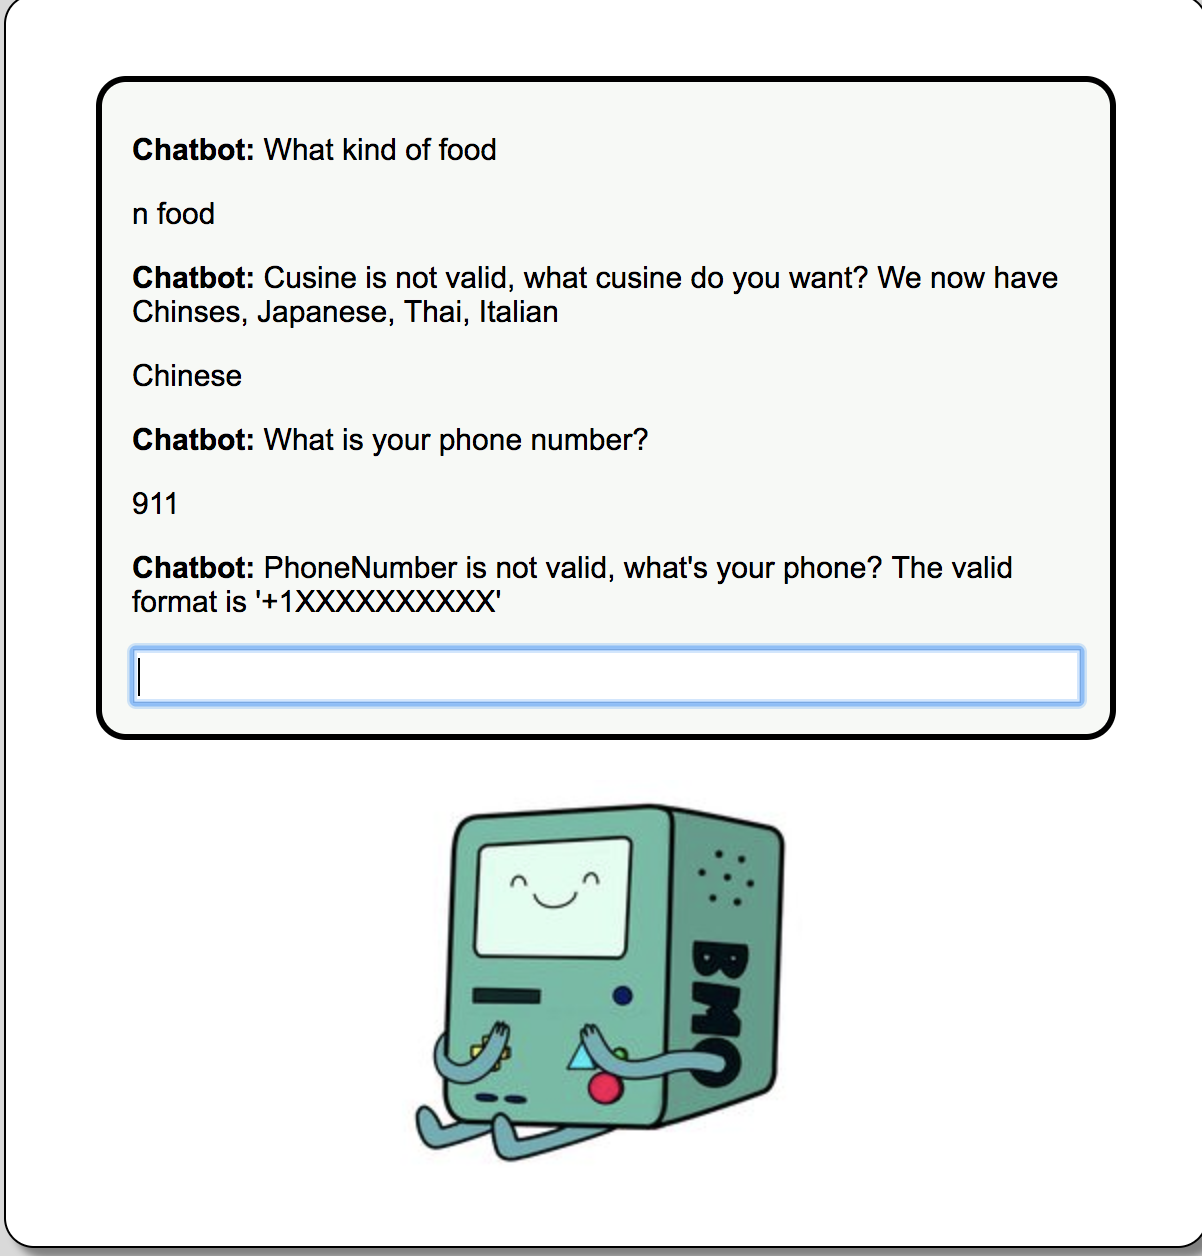 Chatbot: What kind of food
n food
Chatbot: Cusine is not valid, what cusine do you want? We now have
Chinses, Japanese, Thai, Italian
Chinese
Chatbot: What is your phone number?
911
Chatbot: PhoneNumber is not valid, what's your phone? The valid
format is '+1XXXXXXXXXX'
BMO